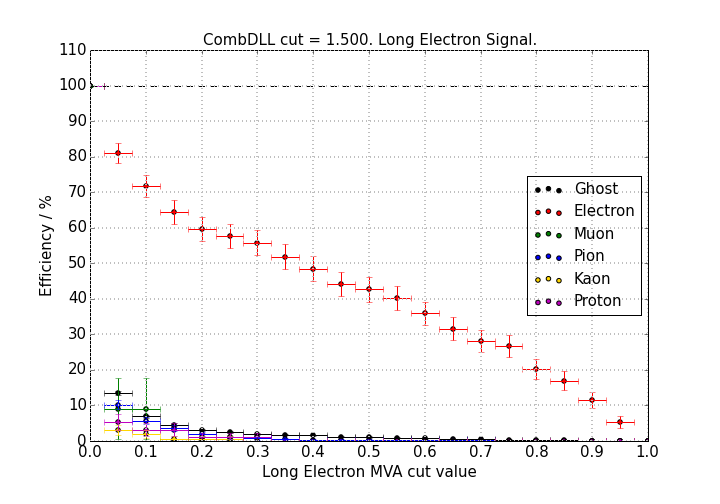 CombDLL cut = 1.500. Long Electron Signal.
110
100
90
80
70
60
50
40
30
20
10
0
Efficiency / %
Ghost
Electron
Muon
Pion
Kaon
Proton
0.0 0.1 0.2 0.3 0.4 0.5 0.6 0.7 0.8 0.9 1.0
Long Electron MVA cut value